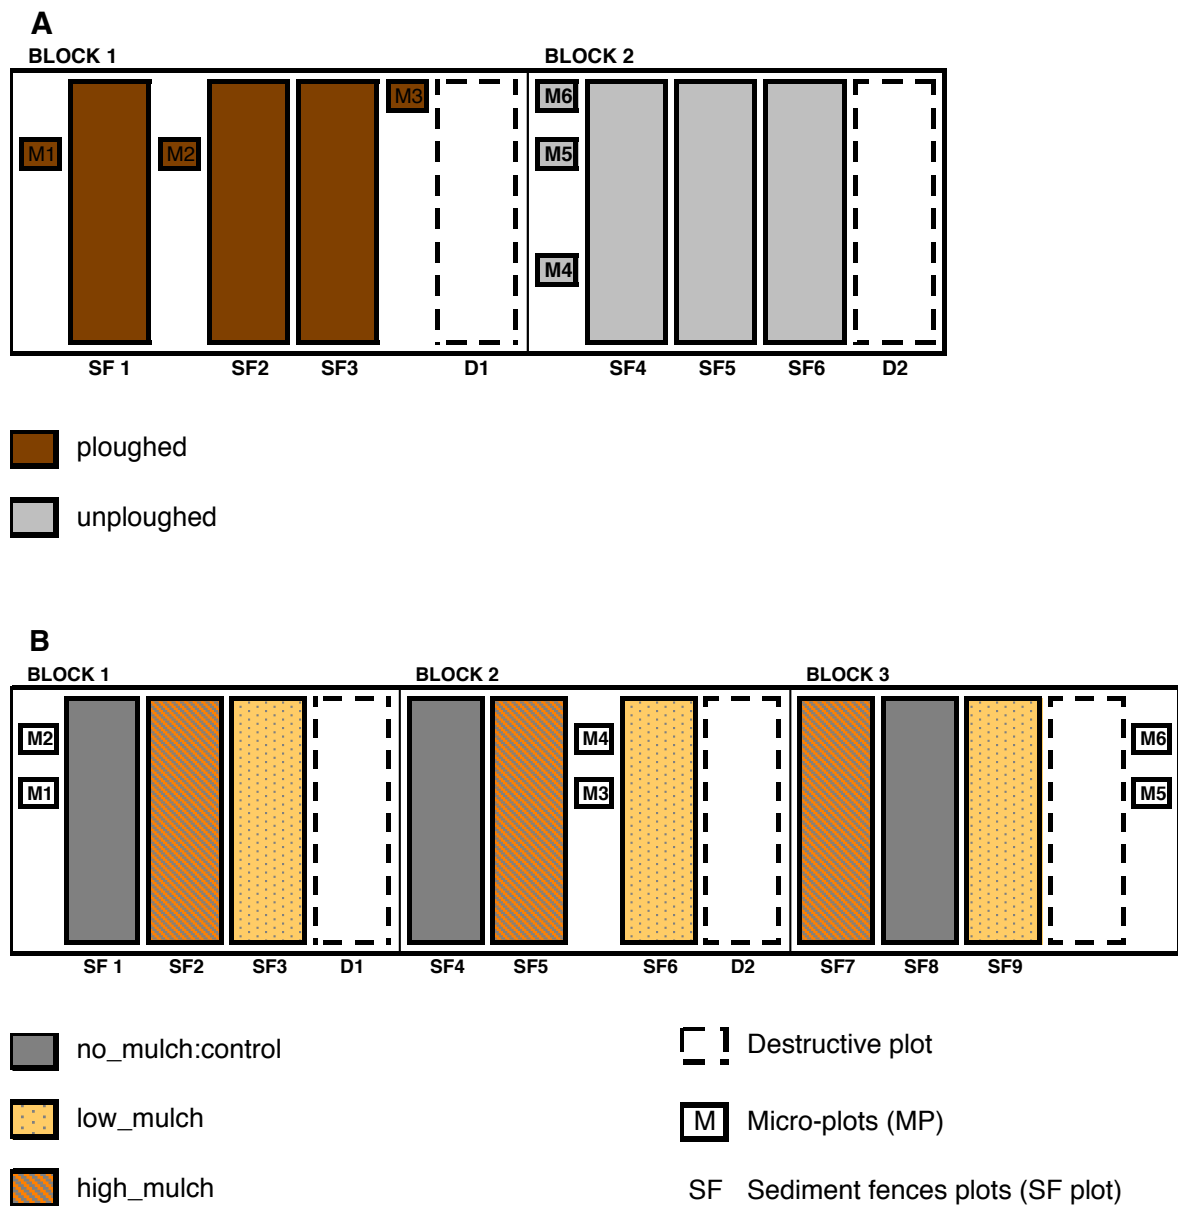 A
BLOCK 1 BLOCK 2
M3 M6
M1 M2 M5
M4
SF 1 SF2 SF3 D1 SF4 SF5 SF6 D2
ploughed
unploughed
B
BLOCK 1 BLOCK 2 BLOCK 3
M2 M4 M6
M1 M3 M5
SF 1 SF2 SF3 D1 SF4 SF5 SF6 D2 SF7 SF8 SF9
no_mulch:control Destructive plot
low_mulch M Micro-plots (MP)
high_mulch SF Sediment fences plots (SF plot)